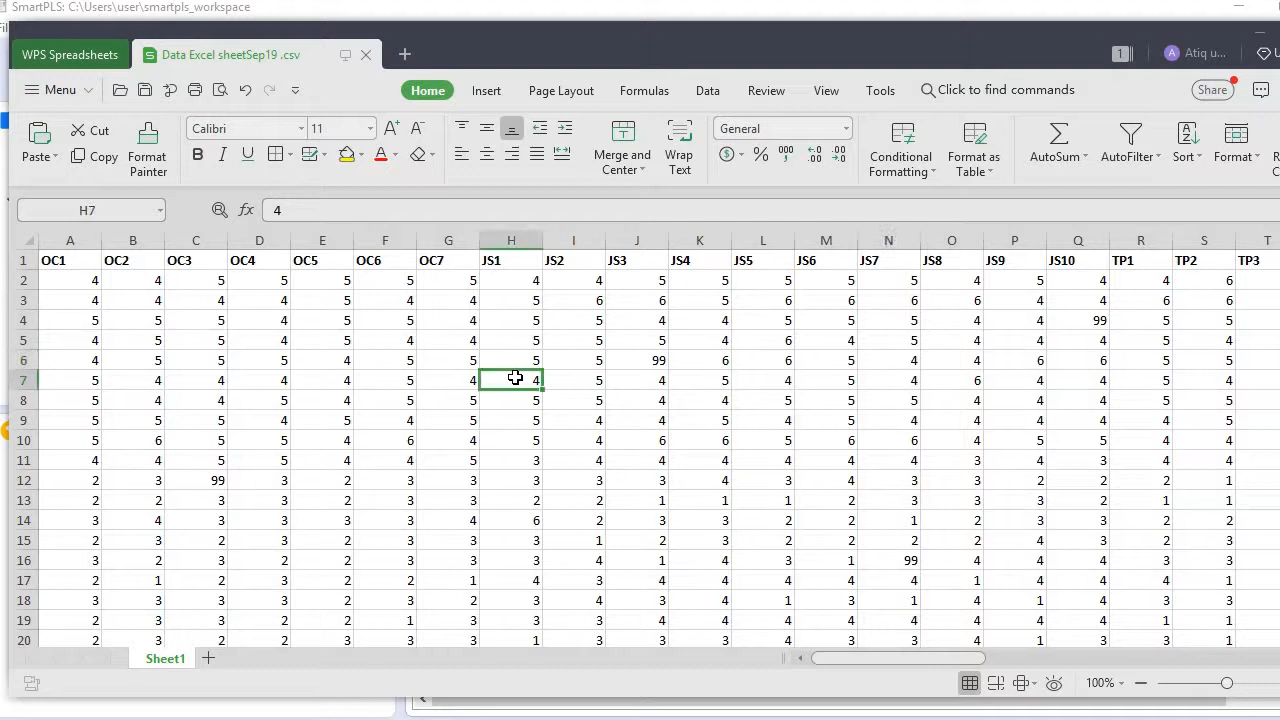 SmartPLS: C:\Users\user\smartpls_workspace
WPS Spreadsheets Data Excel sheetSep19 .csv + 1 A Atiq u...
Menu Home Insert Page Layout Formulas Data Review View Tools Click to find commands Share
Paste Cut Copy Format Painter Calibri 11 A+ A- B I U A Merge and Center Wrap Text General $ % 000 .00 Conditional Formatting Format as Table AutoSum AutoFilter Sort Format
H7 fx 4
A B C D E F G H I J K L M N O P Q R S T
1 OC1 OC2 OC3 OC4 OC5 OC6 OC7 JS1 JS2 JS3 JS4 JS5 JS6 JS7 JS8 JS9 JS10 TP1 TP2 TP3
2 4 4 5 5 5 5 5 4 4 5 5 5 5 5 4 5 4 4 6
3 4 4 4 4 5 4 4 5 6 6 5 6 6 6 6 4 4 6 6
4 5 5 5 4 5 5 4 5 5 4 4 5 5 5 4 4 99 5 5
5 4 5 5 4 5 4 4 5 5 5 4 6 5 4 4 4 4 5 5
6 4 5 5 5 4 5 5 5 5 99 6 6 5 4 4 6 6 5 5
7 5 4 4 4 4 5 4 4 5 4 5 4 5 4 6 4 4 5 4
8 5 4 4 5 4 5 5 5 5 4 4 5 5 5 4 4 5 4 5
9 5 5 5 4 5 4 5 5 4 4 5 5 5 4 4 5 4 4 5
10 5 6 5 5 4 6 4 5 4 6 6 5 6 6 4 5 5 4 4
11 4 4 5 5 4 4 5 3 4 4 4 4 4 4 3 4 3 4 4
12 2 3 99 3 2 3 3 3 3 3 4 3 4 3 3 2 2 2 1
13 2 2 3 3 2 3 3 2 2 1 1 1 2 3 3 3 2 1 1
14 3 4 3 3 3 3 4 6 2 3 3 2 2 1 2 3 3 2 2
15 2 3 2 3 2 3 3 3 1 2 3 2 2 2 2 4 3 2 3
16 3 2 3 2 2 3 3 3 4 1 4 3 1 99 4 4 3 3 3
17 2 1 2 3 2 2 1 4 3 4 4 4 4 4 1 4 4 4 1
18 3 3 3 3 2 3 2 3 4 3 4 1 3 1 4 1 4 3 1
19 2 3 3 2 2 1 3 3 3 4 4 4 4 4 4 4 4 1 1
20 2 3 2 2 3 3 3 1 3 3 3 4 3 3 4 1 3 3 1
Sheet1 +
100% -